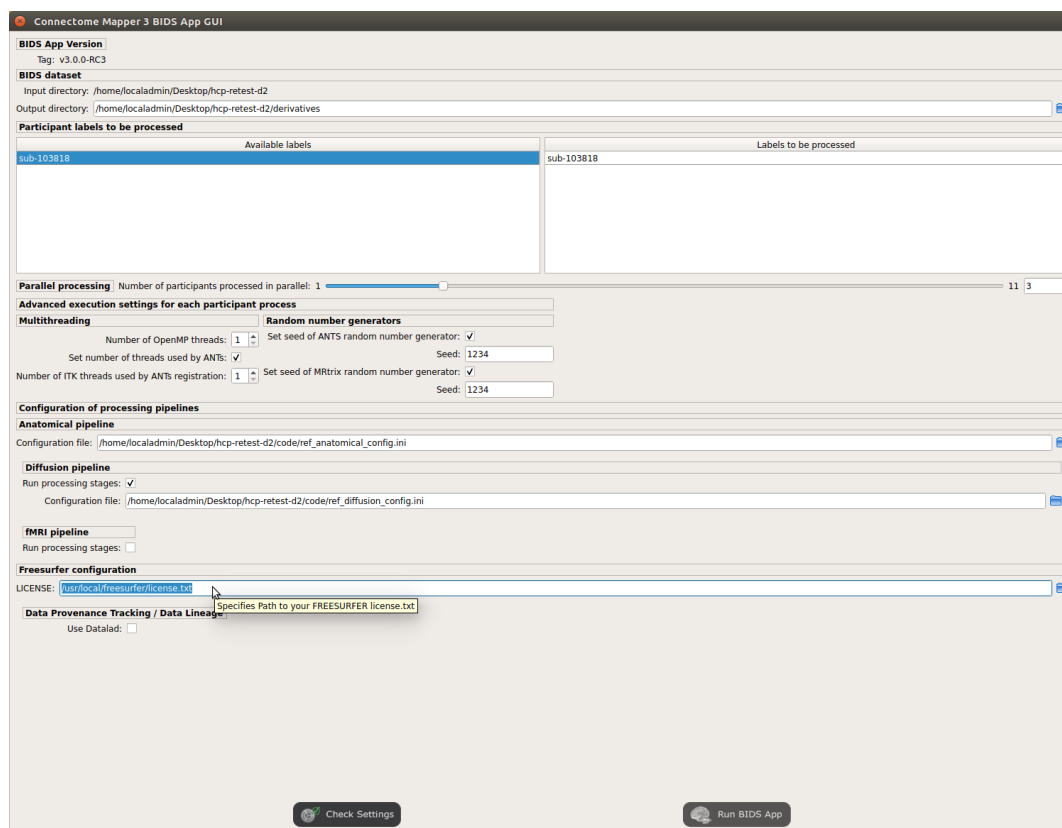 Connectome Mapper 3 BIDS App GUI
BIDS App Version
Tag: v3.0.0-RC3
BIDS dataset
Input directory: /home/localadmin/Desktop/hcp-retest-d2
Output directory: /home/localadmin/Desktop/hcp-retest-d2/derivatives
Participant labels to be processed
Available labels Labels to be processed
sub-103818 sub-103818
Parallel processing Number of participants processed in parallel: 1 11 3
Advanced execution settings for each participant process
Multithreading Random number generators
Number of OpenMP threads: 1 Set seed of ANTS random number generator:
Set number of threads used by ANTs: Seed: 1234
Number of ITK threads used by ANTs registration: 1 Set seed of MRtrix random number generator:
Seed: 1234
Configuration of processing pipelines
Anatomical pipeline
Configuration file: /home/localadmin/Desktop/hcp-retest-d2/code/ref_anatomical_config.ini
Diffusion pipeline
Run processing stages:
Configuration file: /home/localadmin/Desktop/hcp-retest-d2/code/ref_diffusion_config.ini
fMRI pipeline
Run processing stages:
Freesurfer configuration
LICENSE: /usr/local/freesurfer/license.txt
Specifies Path to your FREESURFER license.txt
Data Provenance Tracking / Data Lineage
Use Datalad:
Check Settings Run BIDS App